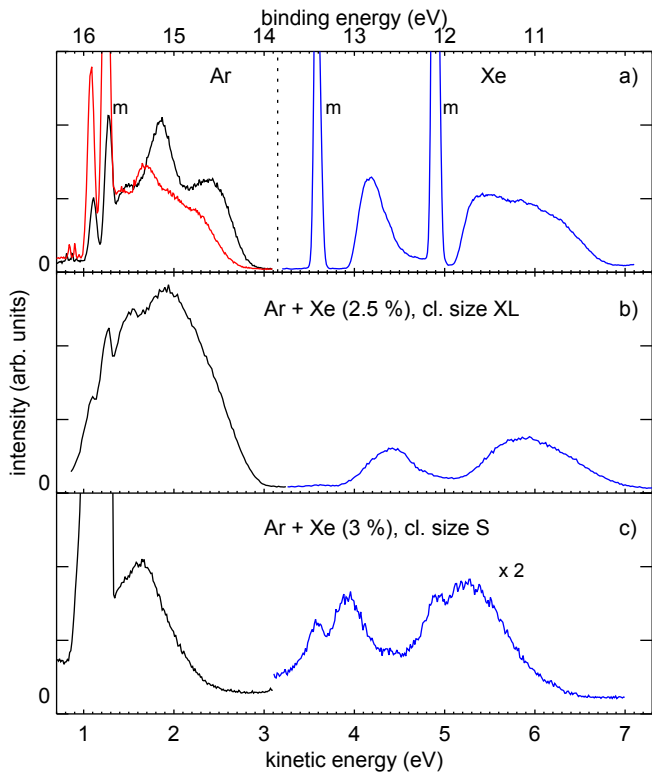 binding energy (eV)
16 15 14 13 12 11
Ar Xe a)
m m m
0
Ar + Xe (2.5 %), cl. size XL b)
intensity (arb. units)
0
Ar + Xe (3 %), cl. size S c)
x 2
0
1 2 3 4 5 6 7
kinetic energy (eV)